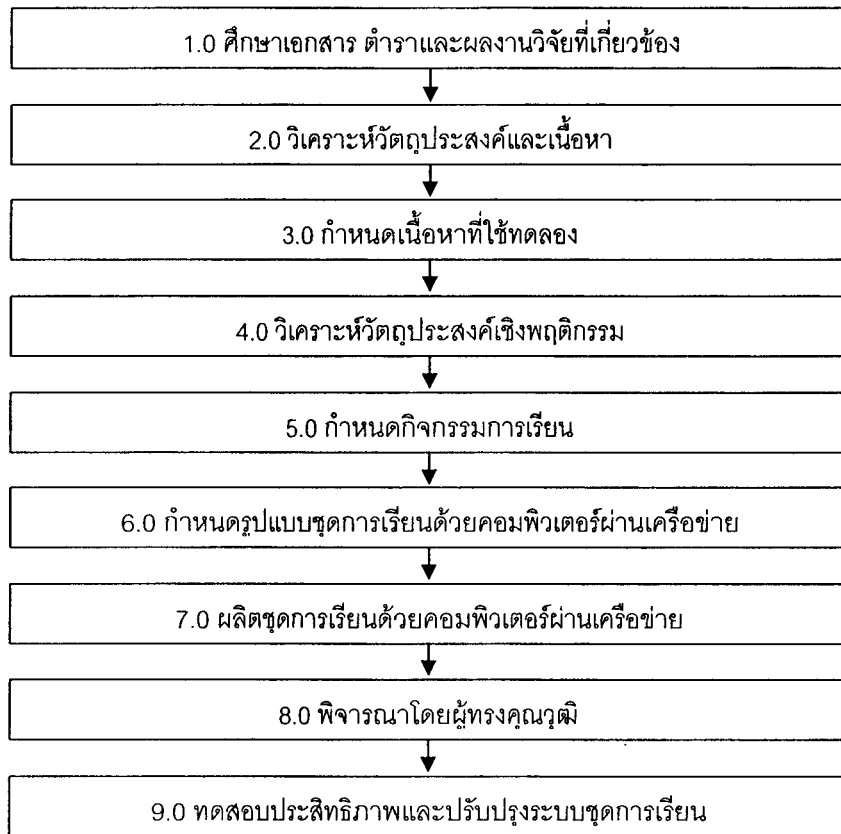 1.0 ศึกษาเอกสาร ตำราและผลงานวิจัยที่เกี่ยวข้อง
2.0 วิเคราะห์วัตถุประสงค์และเนื้อหา
3.0 กำหนดเนื้อหาที่ใช้ทดลอง
4.0 วิเคราะห์วัตถุประสงค์เชิงพฤติกรรม
5.0 กำหนดกิจกรรมการเรียน
6.0 กำหนดรูปแบบชุดการเรียนด้วยคอมพิวเตอร์ผ่านเครือข่าย
7.0 ผลิตชุดการเรียนด้วยคอมพิวเตอร์ผ่านเครือข่าย
8.0 พิจารณาโดยผู้ทรงคุณวุฒิ
9.0 ทดสอบประสิทธิภาพและปรับปรุงระบบชุดการเรียน